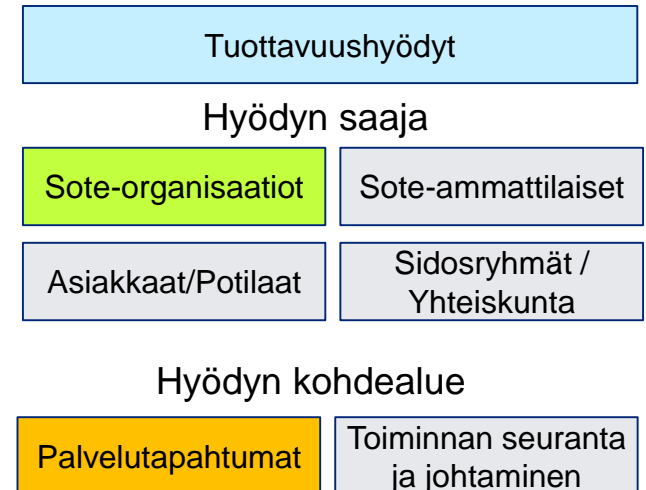 Tuottavuushyödyt
Hyödyn saaja
Sote-organisaatiot
Sote-ammattilaiset
Asiakkaat/Potilaat
Sidosryhmät /
Yhteiskunta
Hyödyn kohdealue
Palvelutapahtumat
Toiminnan seuranta
ja johtaminen